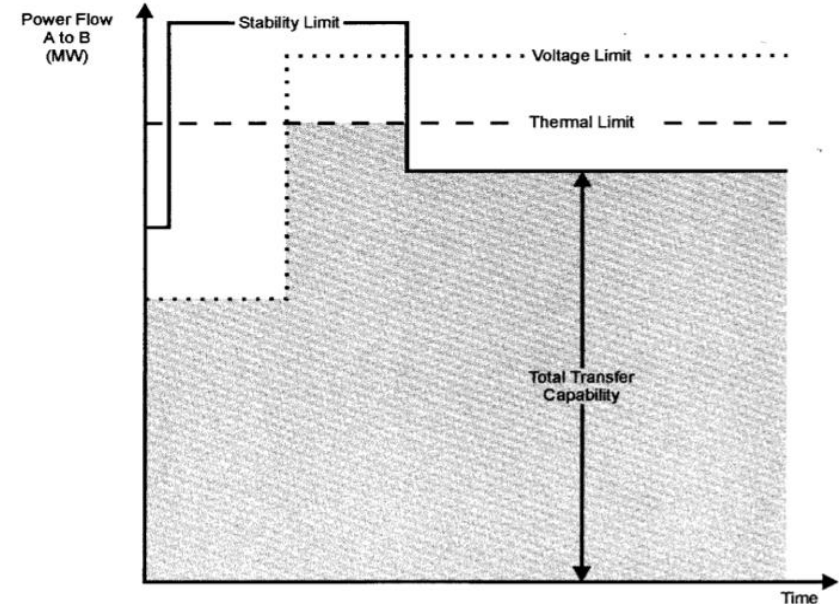 Power Flow
A to B
(MW)
Stability Limit
Voltage Limit
Thermal Limit
Total Transfer
Capability
Time